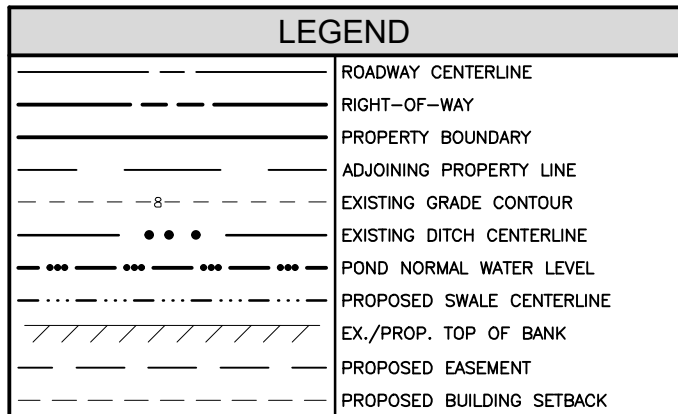 LEGEND
ROADWAY CENTERLINE
RIGHT-OF-WAY
PROPERTY BOUNDARY
ADJOINING PROPERTY LINE
8 EXISTING GRADE CONTOUR
EXISTING DITCH CENTERLINE
POND NORMAL WATER LEVEL
PROPOSED SWALE CENTERLINE
EX./PROP. TOP OF BANK
PROPOSED EASEMENT
PROPOSED BUILDING SETBACK